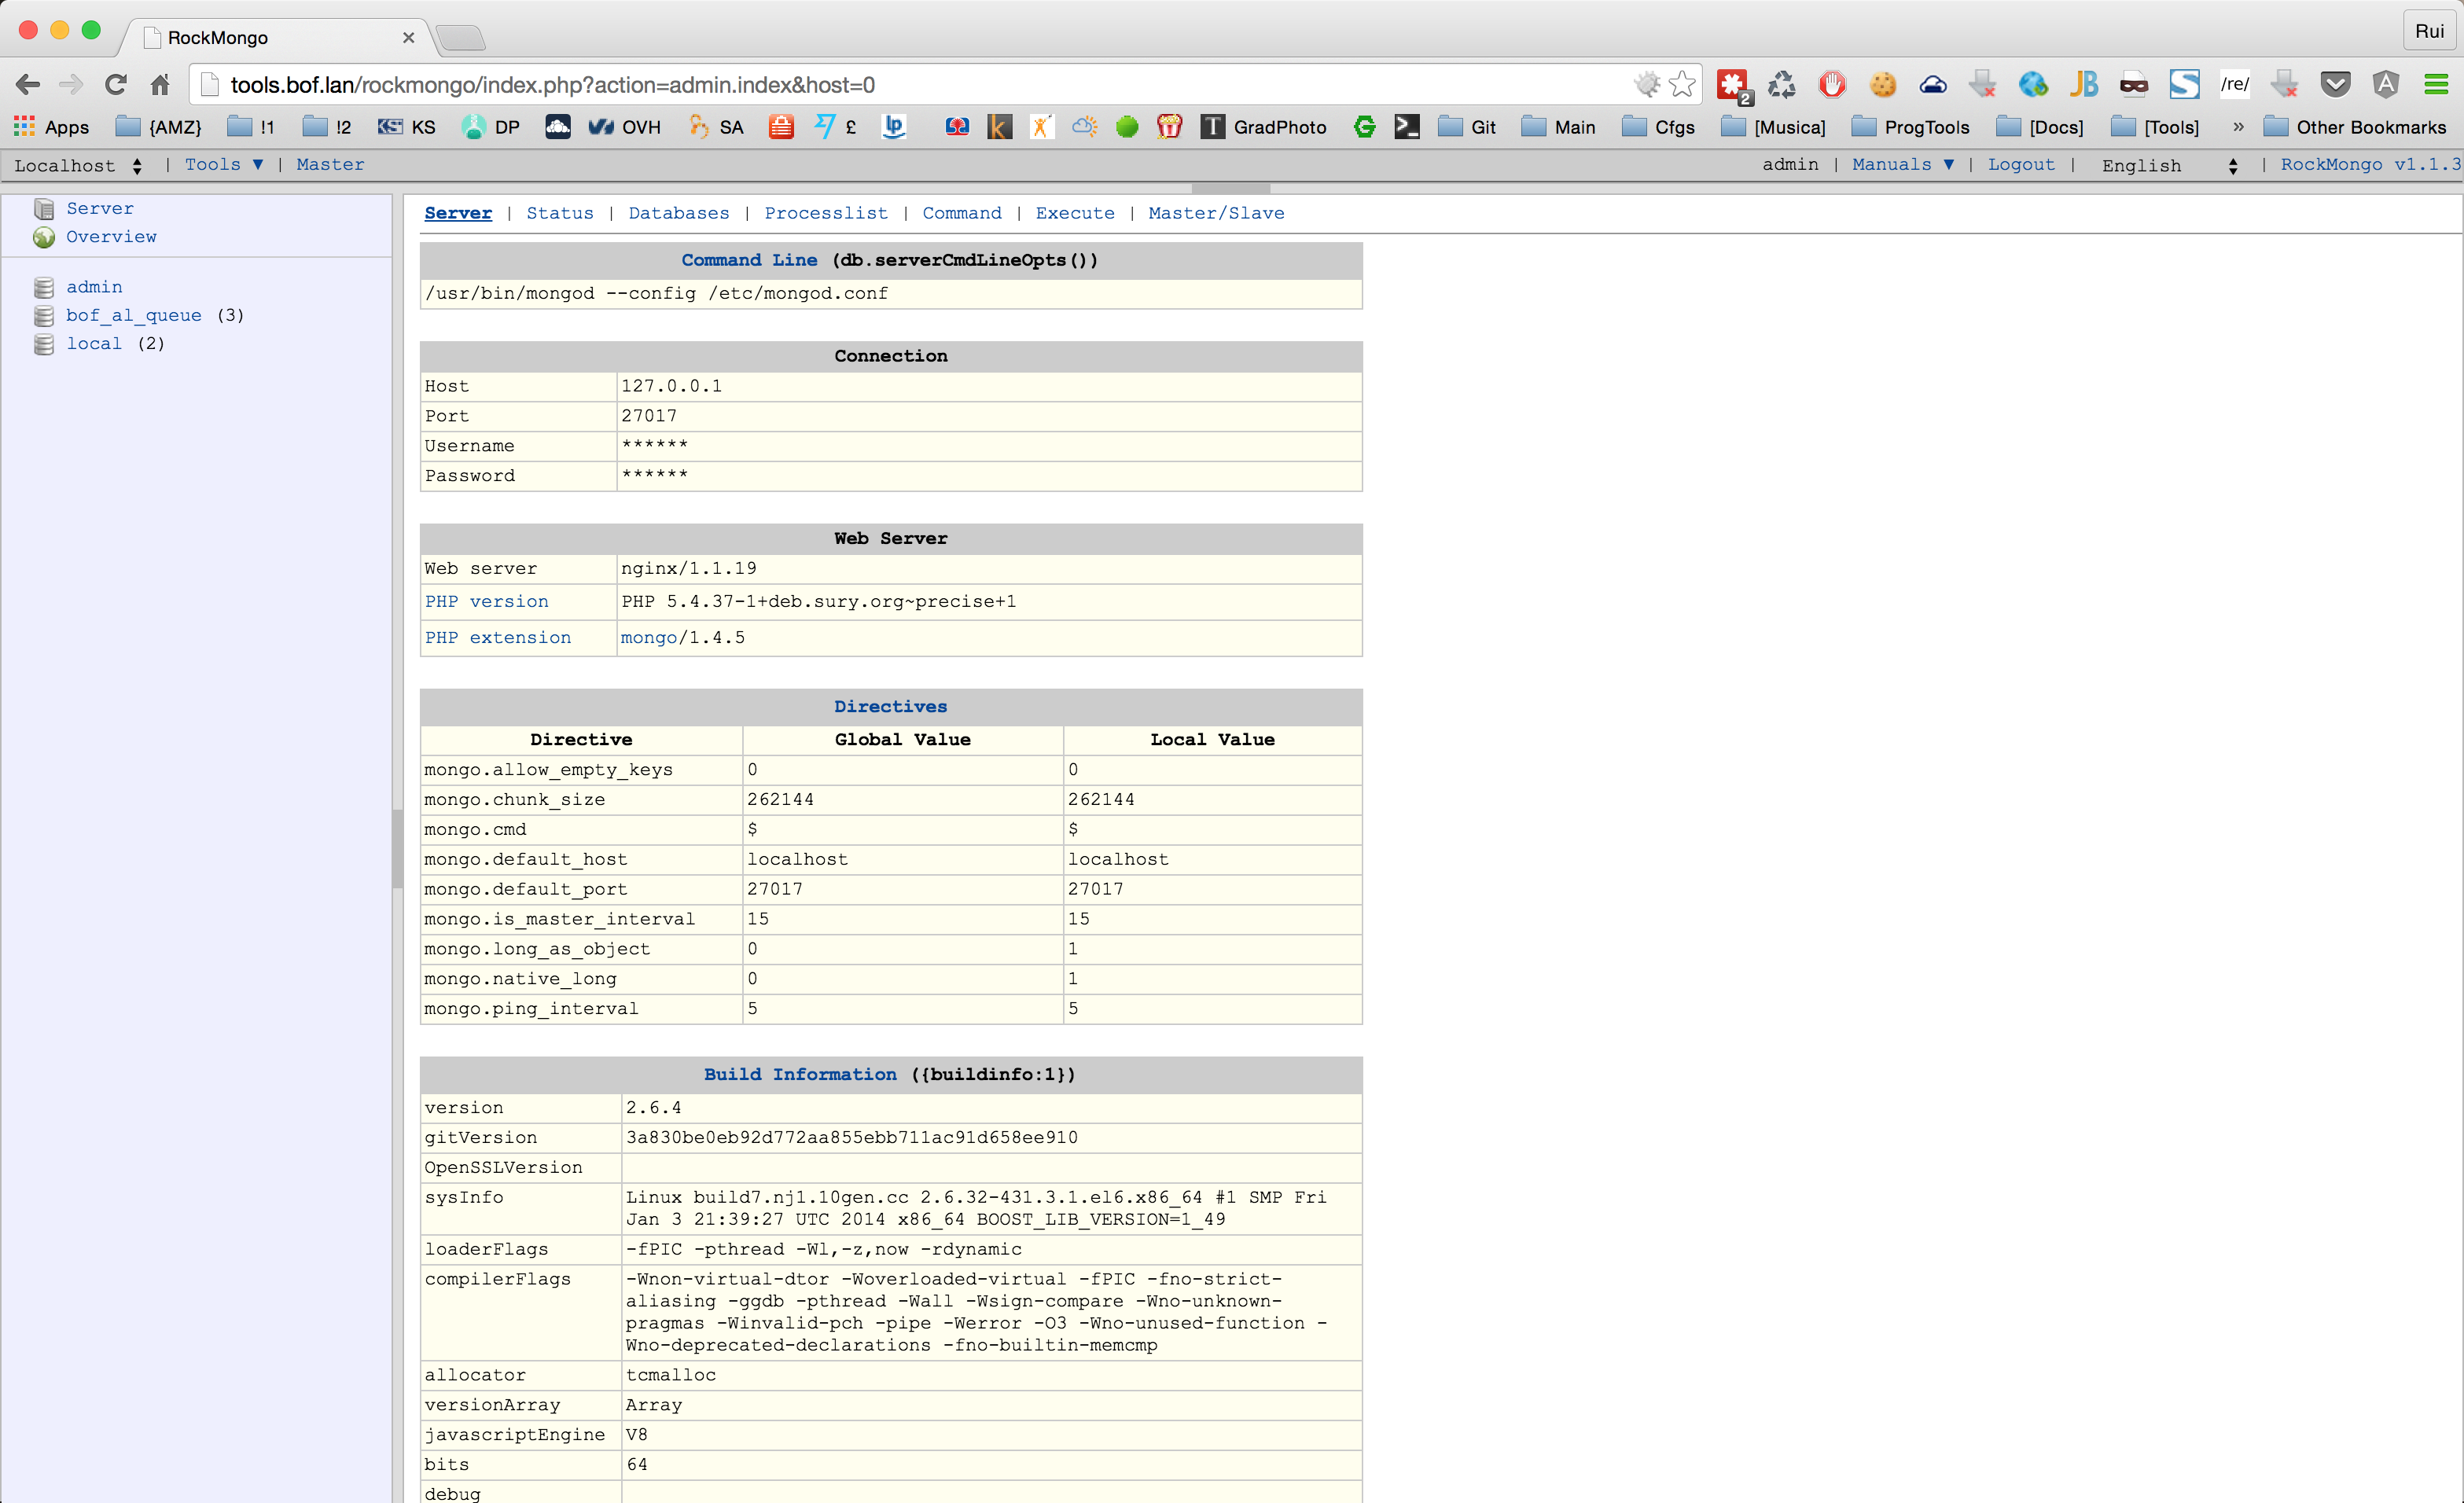 RockMongo
Rui
tools.bof.lan/rockmongo/index.php?action=admin.index&host=0
2 JB /re/
Apps {AMZ} !1 !2 KS DP OVH SA £ lp k T GradPhoto G Git Main Cfgs [Musica] ProgTools [Docs] [Tools] » Other Bookmarks
Localhost | Tools ▼ | Master
admin | Manuals ▼ | Logout | English | RockMongo v1.1.3
Server
Overview
admin
bof_al_queue (3)
local (2)
Server | Status | Databases | Processlist | Command | Execute | Master/Slave
Command Line (db.serverCmdLineOpts())
/usr/bin/mongod --config /etc/mongod.conf
Connection
Host 127.0.0.1
Port 27017
Username ******
Password ******
Web Server
Web server nginx/1.1.19
PHP version PHP 5.4.37-1+deb.sury.org~precise+1
PHP extension mongo/1.4.5
Directives
Directive Global Value Local Value
mongo.allow_empty_keys 0 0
mongo.chunk_size 262144 262144
mongo.cmd $ $
mongo.default_host localhost localhost
mongo.default_port 27017 27017
mongo.is_master_interval 15 15
mongo.long_as_object 0 1
mongo.native_long 0 1
mongo.ping_interval 5 5
Build Information ({buildinfo:1})
version 2.6.4
gitVersion 3a830be0eb92d772aa855ebb711ac91d658ee910
OpenSSLVersion
sysInfo Linux build7.nj1.10gen.cc 2.6.32-431.3.1.el6.x86_64 #1 SMP Fri
Jan 3 21:39:27 UTC 2014 x86_64 BOOST_LIB_VERSION=1_49
loaderFlags -fPIC -pthread -Wl,-z,now -rdynamic
compilerFlags -Wnon-virtual-dtor -Woverloaded-virtual -fPIC -fno-strict-
aliasing -ggdb -pthread -Wall -Wsign-compare -Wno-unknown-
pragmas -Winvalid-pch -pipe -Werror -O3 -Wno-unused-function -
Wno-deprecated-declarations -fno-builtin-memcmp
allocator tcmalloc
versionArray Array
javascriptEngine V8
bits 64
debug